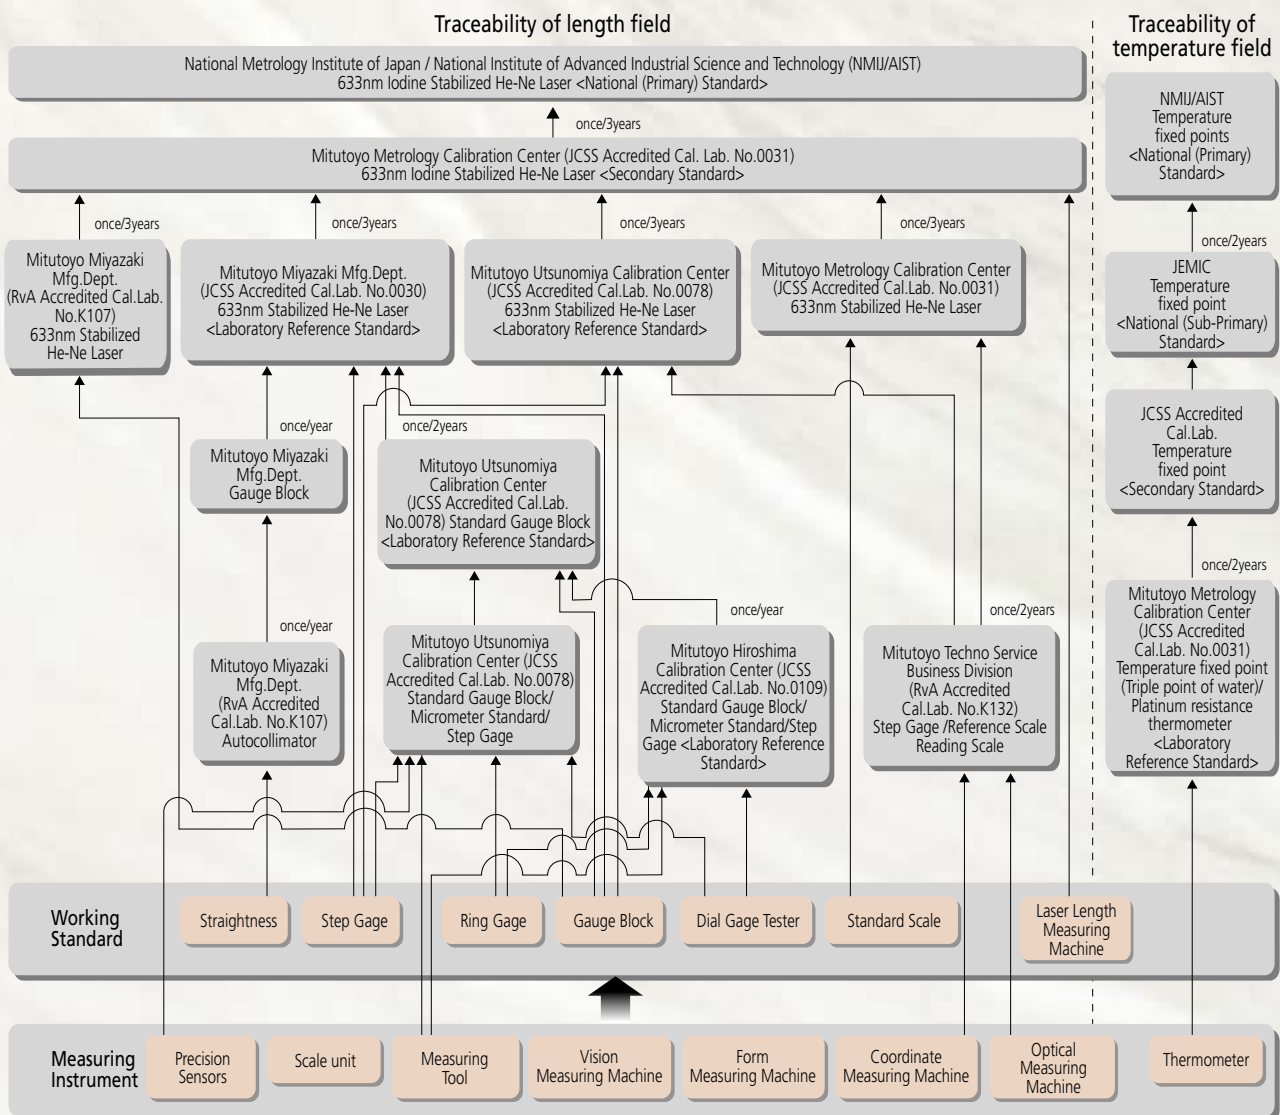 Traceability of length field
Traceability of
temperature field
National Metrology Institute of Japan / National Institute of Advanced Industrial Science and Technology (NMIJ/AIST)
633nm Iodine Stabilized He-Ne Laser <National (Primary) Standard>
NMIJ/AIST
Temperature
fixed points
<National (Primary)
Standard>
once/3years
Mitutoyo Metrology Calibration Center (JCSS Accredited Cal. Lab. No.0031)
633nm Iodine Stabilized He-Ne Laser <Secondary Standard>
once/3years
once/3years
once/3years
once/3years
once/2years
Mitutoyo Miyazaki
Mfg.Dept.
(RvA Accredited Cal.Lab.
No.K107)
633nm Stabilized
He-Ne Laser
Mitutoyo Miyazaki Mfg.Dept.
(JCSS Accredited Cal.Lab. No.0030)
633nm Stabilized He-Ne Laser
<Laboratory Reference Standard>
Mitutoyo Utsunomiya Calibration Center
(JCSS Accredited Cal.Lab. No.0078)
633nm Stabilized He-Ne Laser
<Laboratory Reference Standard>
Mitutoyo Metrology Calibration Center
(JCSS Accredited Cal.Lab. No.0031)
633nm Stabilized He-Ne Laser
JEMIC
Temperature
fixed point
<National (Sub-Primary)
Standard>
once/year
once/2years
Mitutoyo Miyazaki
Mfg.Dept.
Gauge Block
Mitutoyo Utsunomiya
Calibration Center
(JCSS Accredited Cal.Lab.
No.0078) Standard Gauge Block
<Laboratory Reference Standard>
JCSS Accredited
Cal.Lab.
Temperature
fixed point
<Secondary Standard>
once/year
once/year
once/2years
once/2years
Mitutoyo Miyazaki
Mfg.Dept.
(RvA Accredited
Cal.Lab. No.K107)
Autocollimator
Mitutoyo Utsunomiya
Calibration Center (JCSS
Accredited Cal.Lab. No.0078)
Standard Gauge Block/
Micrometer Standard/
Step Gage
Mitutoyo Hiroshima
Calibration Center (JCSS
Accredited Cal.Lab. No.0109)
Standard Gauge Block/
Micrometer Standard/Step
Gage <Laboratory Reference
Standard>
Mitutoyo Techno Service
Business Division
(RvA Accredited
Cal.Lab. No.K132)
Step Gage /Reference Scale
Reading Scale
Mitutoyo Metrology
Calibration Center
(JCSS Accredited
Cal.Lab. No.0031)
Temperature fixed point
(Triple point of water)/
Platinum resistance
thermometer
<Laboratory
Reference Standard>
Working
Standard
Straightness
Step Gage
Ring Gage
Gauge Block
Dial Gage Tester
Standard Scale
Laser Length
Measuring
Machine
Measuring
Instrument
Precision
Sensors
Scale unit
Measuring
Tool
Vision
Measuring Machine
Form
Measuring Machine
Coordinate
Measuring Machine
Optical
Measuring
Machine
Thermometer